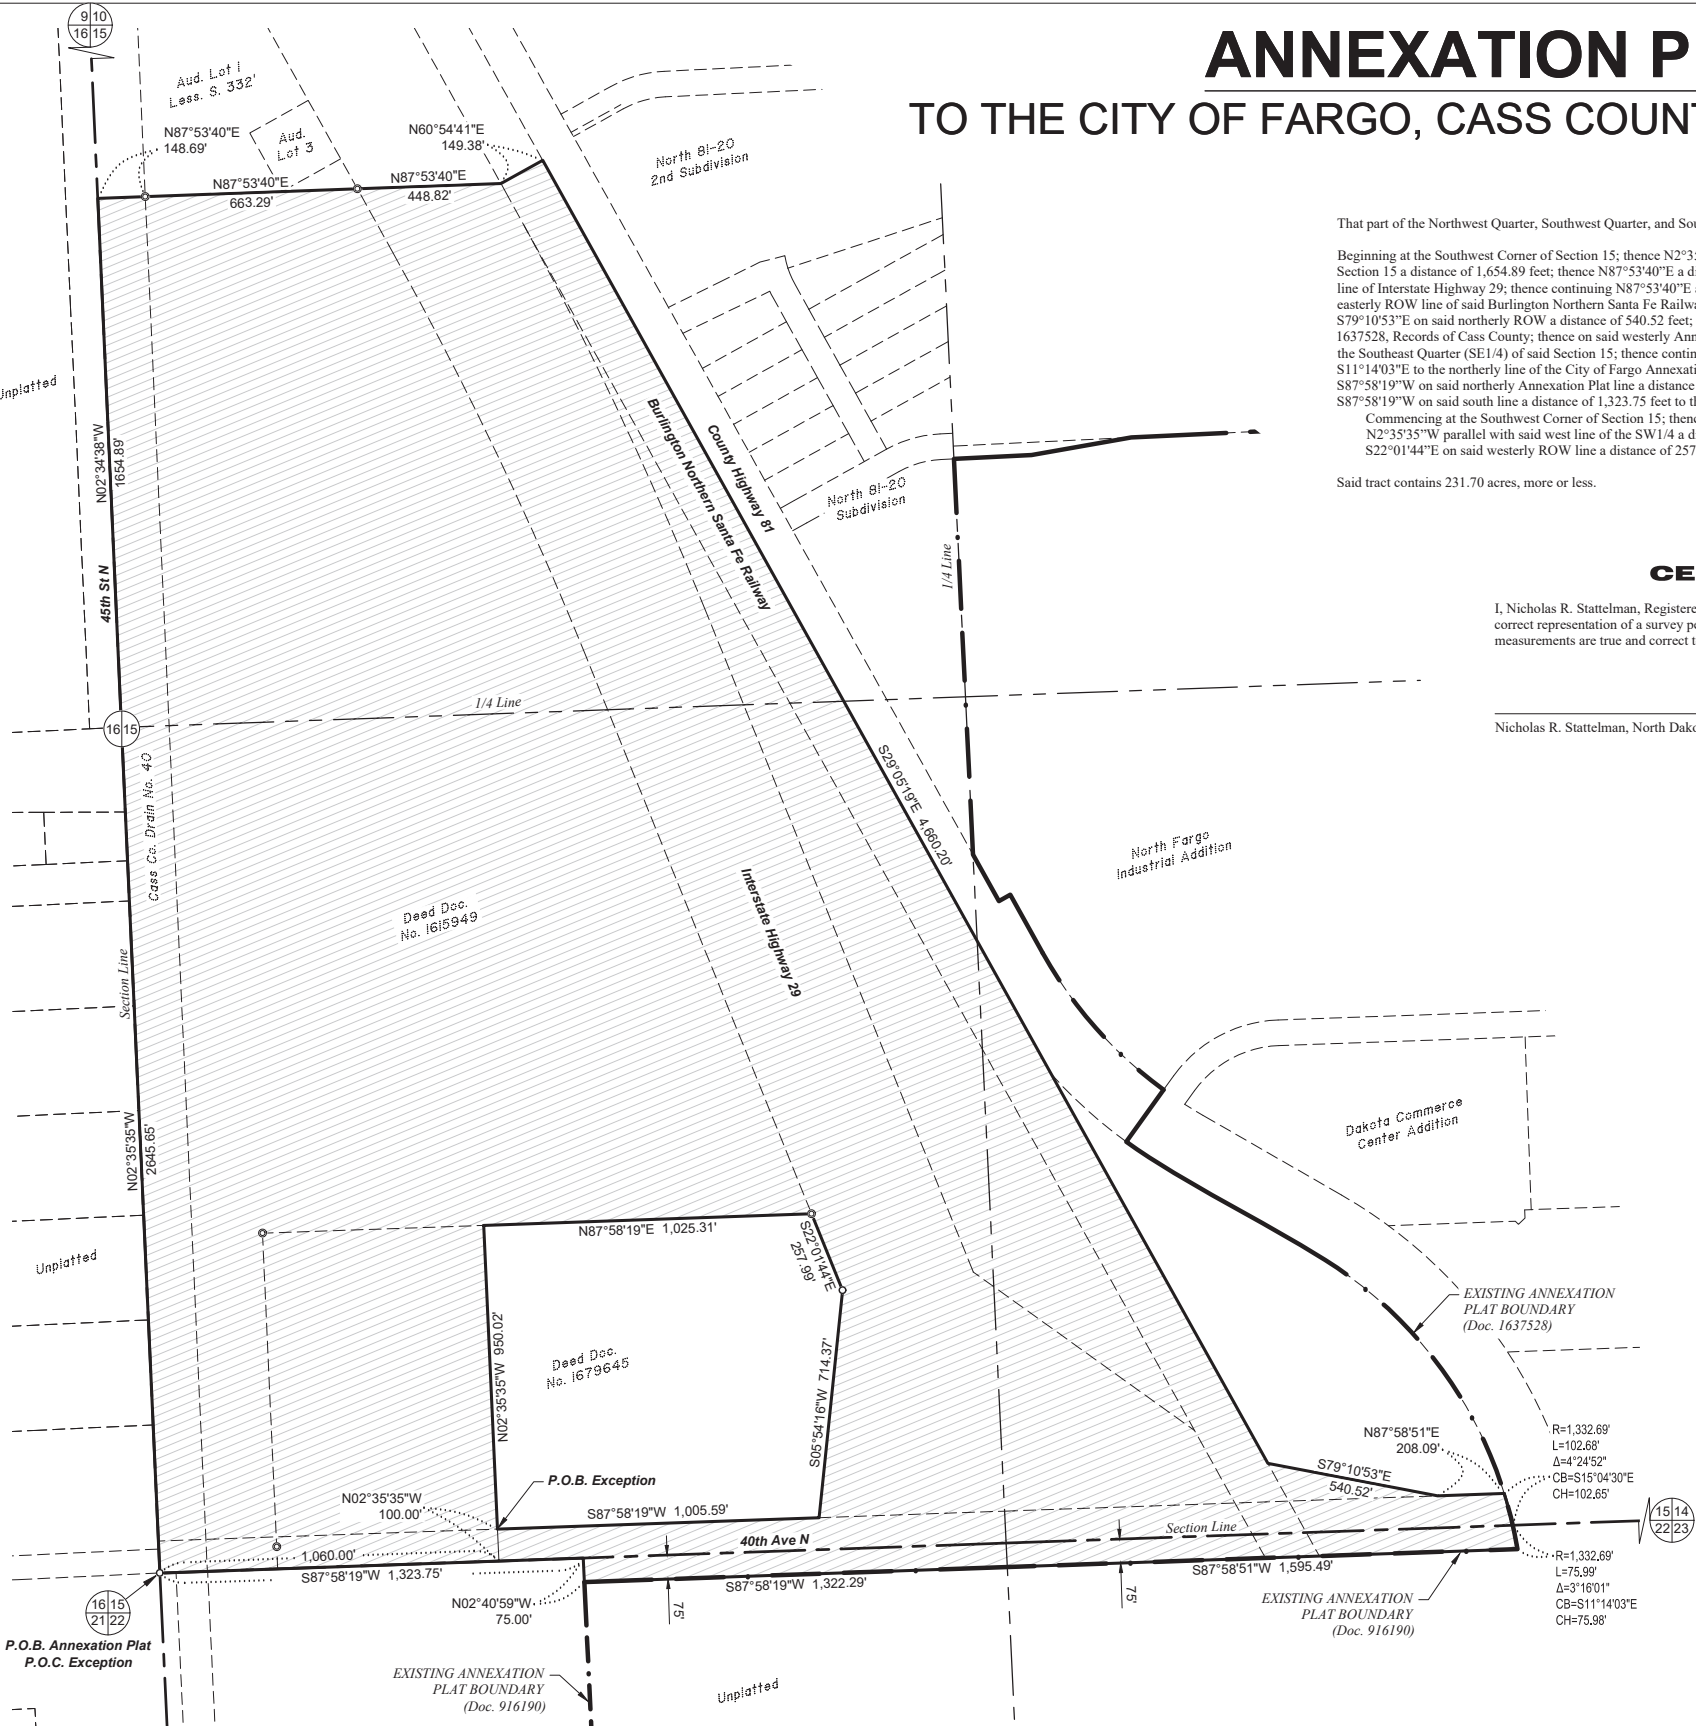 ANNEXATION P
TO THE CITY OF FARGO, CASS COUN
9 10
16 15
Aud. Lot 1
Less. S. 332'
N87°53'40"E
148.69'
Aud.
Lot 3
N60°54'41"E
149.38'
N87°53'40"E
663.29'
N87°53'40"E
448.82'
North 81-20
2nd Subdivision
That part of the Northwest Quarter, Southwest Quarter, and Sou
Beginning at the Southwest Corner of Section 15; thence N2°3
Section 15 a distance of 1,654.89 feet; thence N87°53'40”E a di
line of Interstate Highway 29; thence continuing N87°53'40”E
easterly ROW line of said Burlington Northern Santa Fe Railwa
S79°10'53”E on said northerly ROW a distance of 540.52 feet;
1637528, Records of Cass County; thence on said westerly Ann
the Southeast Quarter (SE1/4) of said Section 15; thence contin
S11°14'03"E to the northerly line of the City of Fargo Annexati
S87°58'19”W on said northerly Annexation Plat line a distance
S87°58'19”W on said south line a distance of 1,323.75 feet to th
Commencing at the Southwest Corner of Section 15; thenc
N2°35'35”W parallel with said west line of the SW1/4 a d
S22°01'44”E on said westerly ROW line a distance of 257
Said tract contains 231.70 acres, more or less.
Unplatted
N02°34'38"W
1654.89'
45th St N
Burlington Northern Santa Fe Railway
County Highway 81
North 81-20
Subdivision
1/4 Line
CE
I, Nicholas R. Stattelman, Registere
correct representation of a survey pe
measurements are true and correct t
Nicholas R. Stattelman, North Dako
16 15
1/4 Line
Cass Co. Drain No. 40
S29°05'19"E 4,660.20'
North Fargo
Industrial Addition
Deed Doc.
No. 1615949
Interstate Highway 29
Section Line
N02°35'35"W
2645.65'
Dakota Commerce
Center Addition
Unplatted
N87°58'19"E 1,025.31'
S22°01'44"E
257.99'
EXISTING ANNEXATION
PLAT BOUNDARY
(Doc. 1637528)
N02°35'35"W 950.02'
Deed Doc.
No. 1679645
S05°54'16"W 714.37'
N87°58'51"E
208.09'
R=1,332.69'
L=102.68'
Δ=4°24'52"
CB=S15°04'30"E
CH=102.65'
S79°10'53"E
540.52'
P.O.B. Exception
N02°35'35"W
100.00'
S87°58'19"W 1,005.59'
40th Ave N
Section Line
15 14
22 23
1,060.00'
S87°58'19"W 1,323.75'
S87°58'19"W 1,322.29'
S87°58'51"W 1,595.49'
R=1,332.69'
L=75.99'
Δ=3°16'01"
CB=S11°14'03"E
CH=75.98'
N02°40'59"W
75.00'
75'
75'
EXISTING ANNEXATION
PLAT BOUNDARY
(Doc. 916190)
16 15
21 22
P.O.B. Annexation Plat
P.O.C. Exception
EXISTING ANNEXATION
PLAT BOUNDARY
(Doc. 916190)
Unplatted